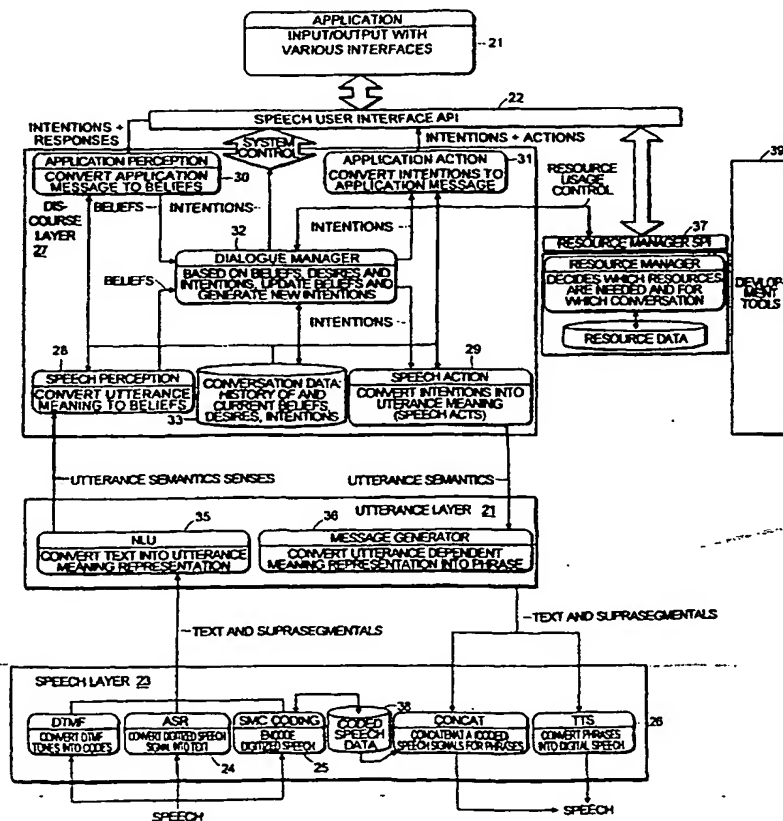 APPLICATION
INPUT/OUTPUT WITH
VARIOUS INTERFACES
21
22
SPEECH USER INTERFACE API
INTENTIONS +
RESPONSES
SYSTEM
CONTROL
INTENTIONS + ACTIONS
APPLICATION PERCEPTION
CONVERT APPLICATION
MESSAGE TO BELIEFS
30
APPLICATION ACTION
CONVERT INTENTIONS TO
APPLICATION MESSAGE
31
RESOURCE
USAGE
CONTROL
39
DIS-
COURSE
LAYER
27
BELIEFS
INTENTIONS
INTENTIONS
32
DIALOGUE MANAGER
BASED ON BELIEFS, DESIRES AND
INTENTIONS, UPDATE BELIEFS AND
GENERATE NEW INTENTIONS
BELIEFS
INTENTIONS
37
RESOURCE MANAGER SPI
RESOURCE MANAGER
DECIDES WHICH RESOURCES
ARE NEEDED AND FOR
WHICH CONVERSATION
RESOURCE DATA
DEVELOP-
MENT
TOOLS
28
SPEECH PERCEPTION
CONVERT UTTERANCE
MEANING TO BELIEFS
33
CONVERSATION DATA:
HISTORY OF AND
CURRENT BELIEFS,
DESIRES, INTENTIONS
29
SPEECH ACTION
CONVERT INTENTIONS INTO
UTERANCE MEANING
(SPEECH ACTS)
UTTERANCE SEMANTICS SENSES
UTTERANCE SEMANTICS
UTTERANCE LAYER 21
35
NLU
CONVERT TEXT INTO UTTERANCE
MEANING REPRESENTATION
36
MESSAGE GENERATOR
CONVERT UTTERANCE DEPENDENT
MEANING REPRESENTATION INTO PHRASE
TEXT AND SUPRASEGMENTALS
TEXT AND SUPRASEGMENTALS
SPEECH LAYER 23
DTMF
CONVERT DTMF
TONES INTO CODES
ASR
CONVERT DIGITIZED SPEECH
SIGNAL INTO TEXT
24
SMC CODING
ENCODE
DIGITIZED SPEECH
25
38
CODED
SPEECH
DATA
CONCAT
CONCATENAT A (CODED)
SPEECH SIGNALS FOR PHRASES
TTS
CONVERT PHRASES
INTO DIGITAL SPEECH
26
SPEECH
SPEECH